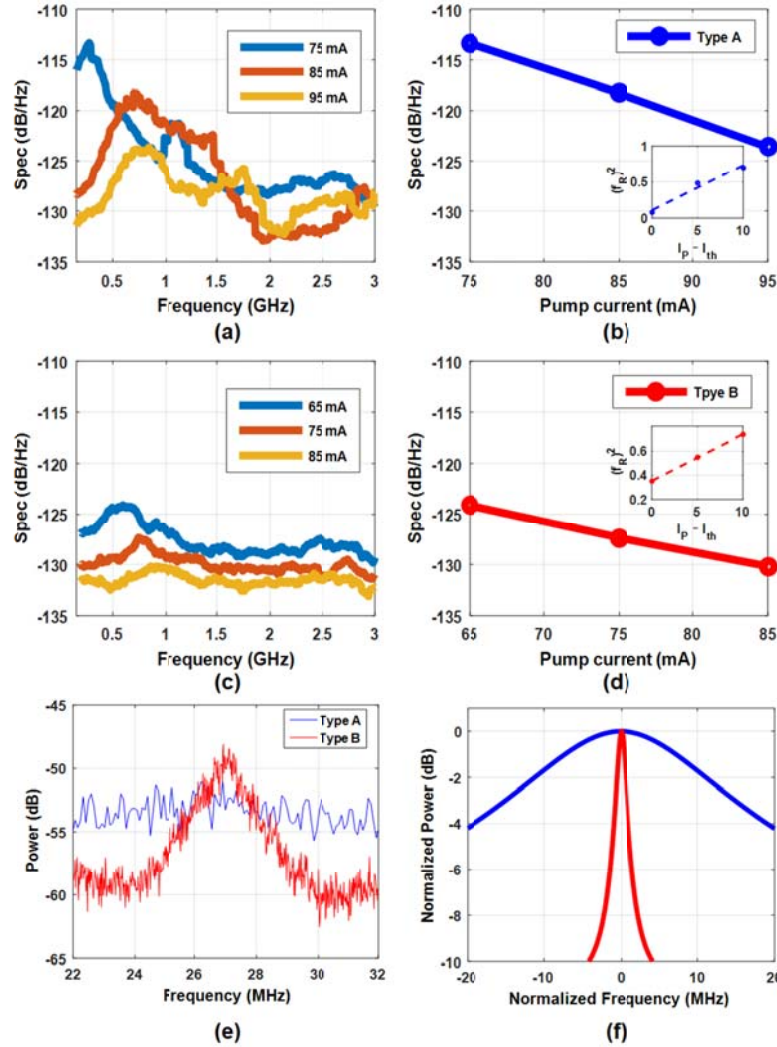 -110
-115
-120
-125
-130
-135
Spec (dB/Hz)
75 mA
85 mA
95 mA
0.5 1 1.5 2 2.5 3
Frequency (GHz)
(a)
-110
-115
-120
-125
-130
-135
Spec (dB/Hz)
Type A
1
0.5
0
(f_R)^2
0 5 10
I_P - I_th
75 80 85 90 95
Pump current (mA)
(b)
-110
-115
-120
-125
-130
-135
Spec (dB/Hz)
65 mA
75 mA
85 mA
0.5 1 1.5 2 2.5 3
Frequency (GHz)
(c)
-110
-115
-120
-125
-130
-135
Spec (dB/Hz)
Tpye B
0.6
0.4
0.2
(f_R)^2
0 5 10
I_P - I_th
65 70 75 80 85
Pump current (mA)
(d)
-45
-50
-55
-60
-65
Power (dB)
Type A
Type B
22 24 26 28 30 32
Frequency (MHz)
(e)
0
-2
-4
-6
-8
-10
Normalized Power (dB)
-20 -10 0 10 20
Normalized Frequency (MHz)
(f)